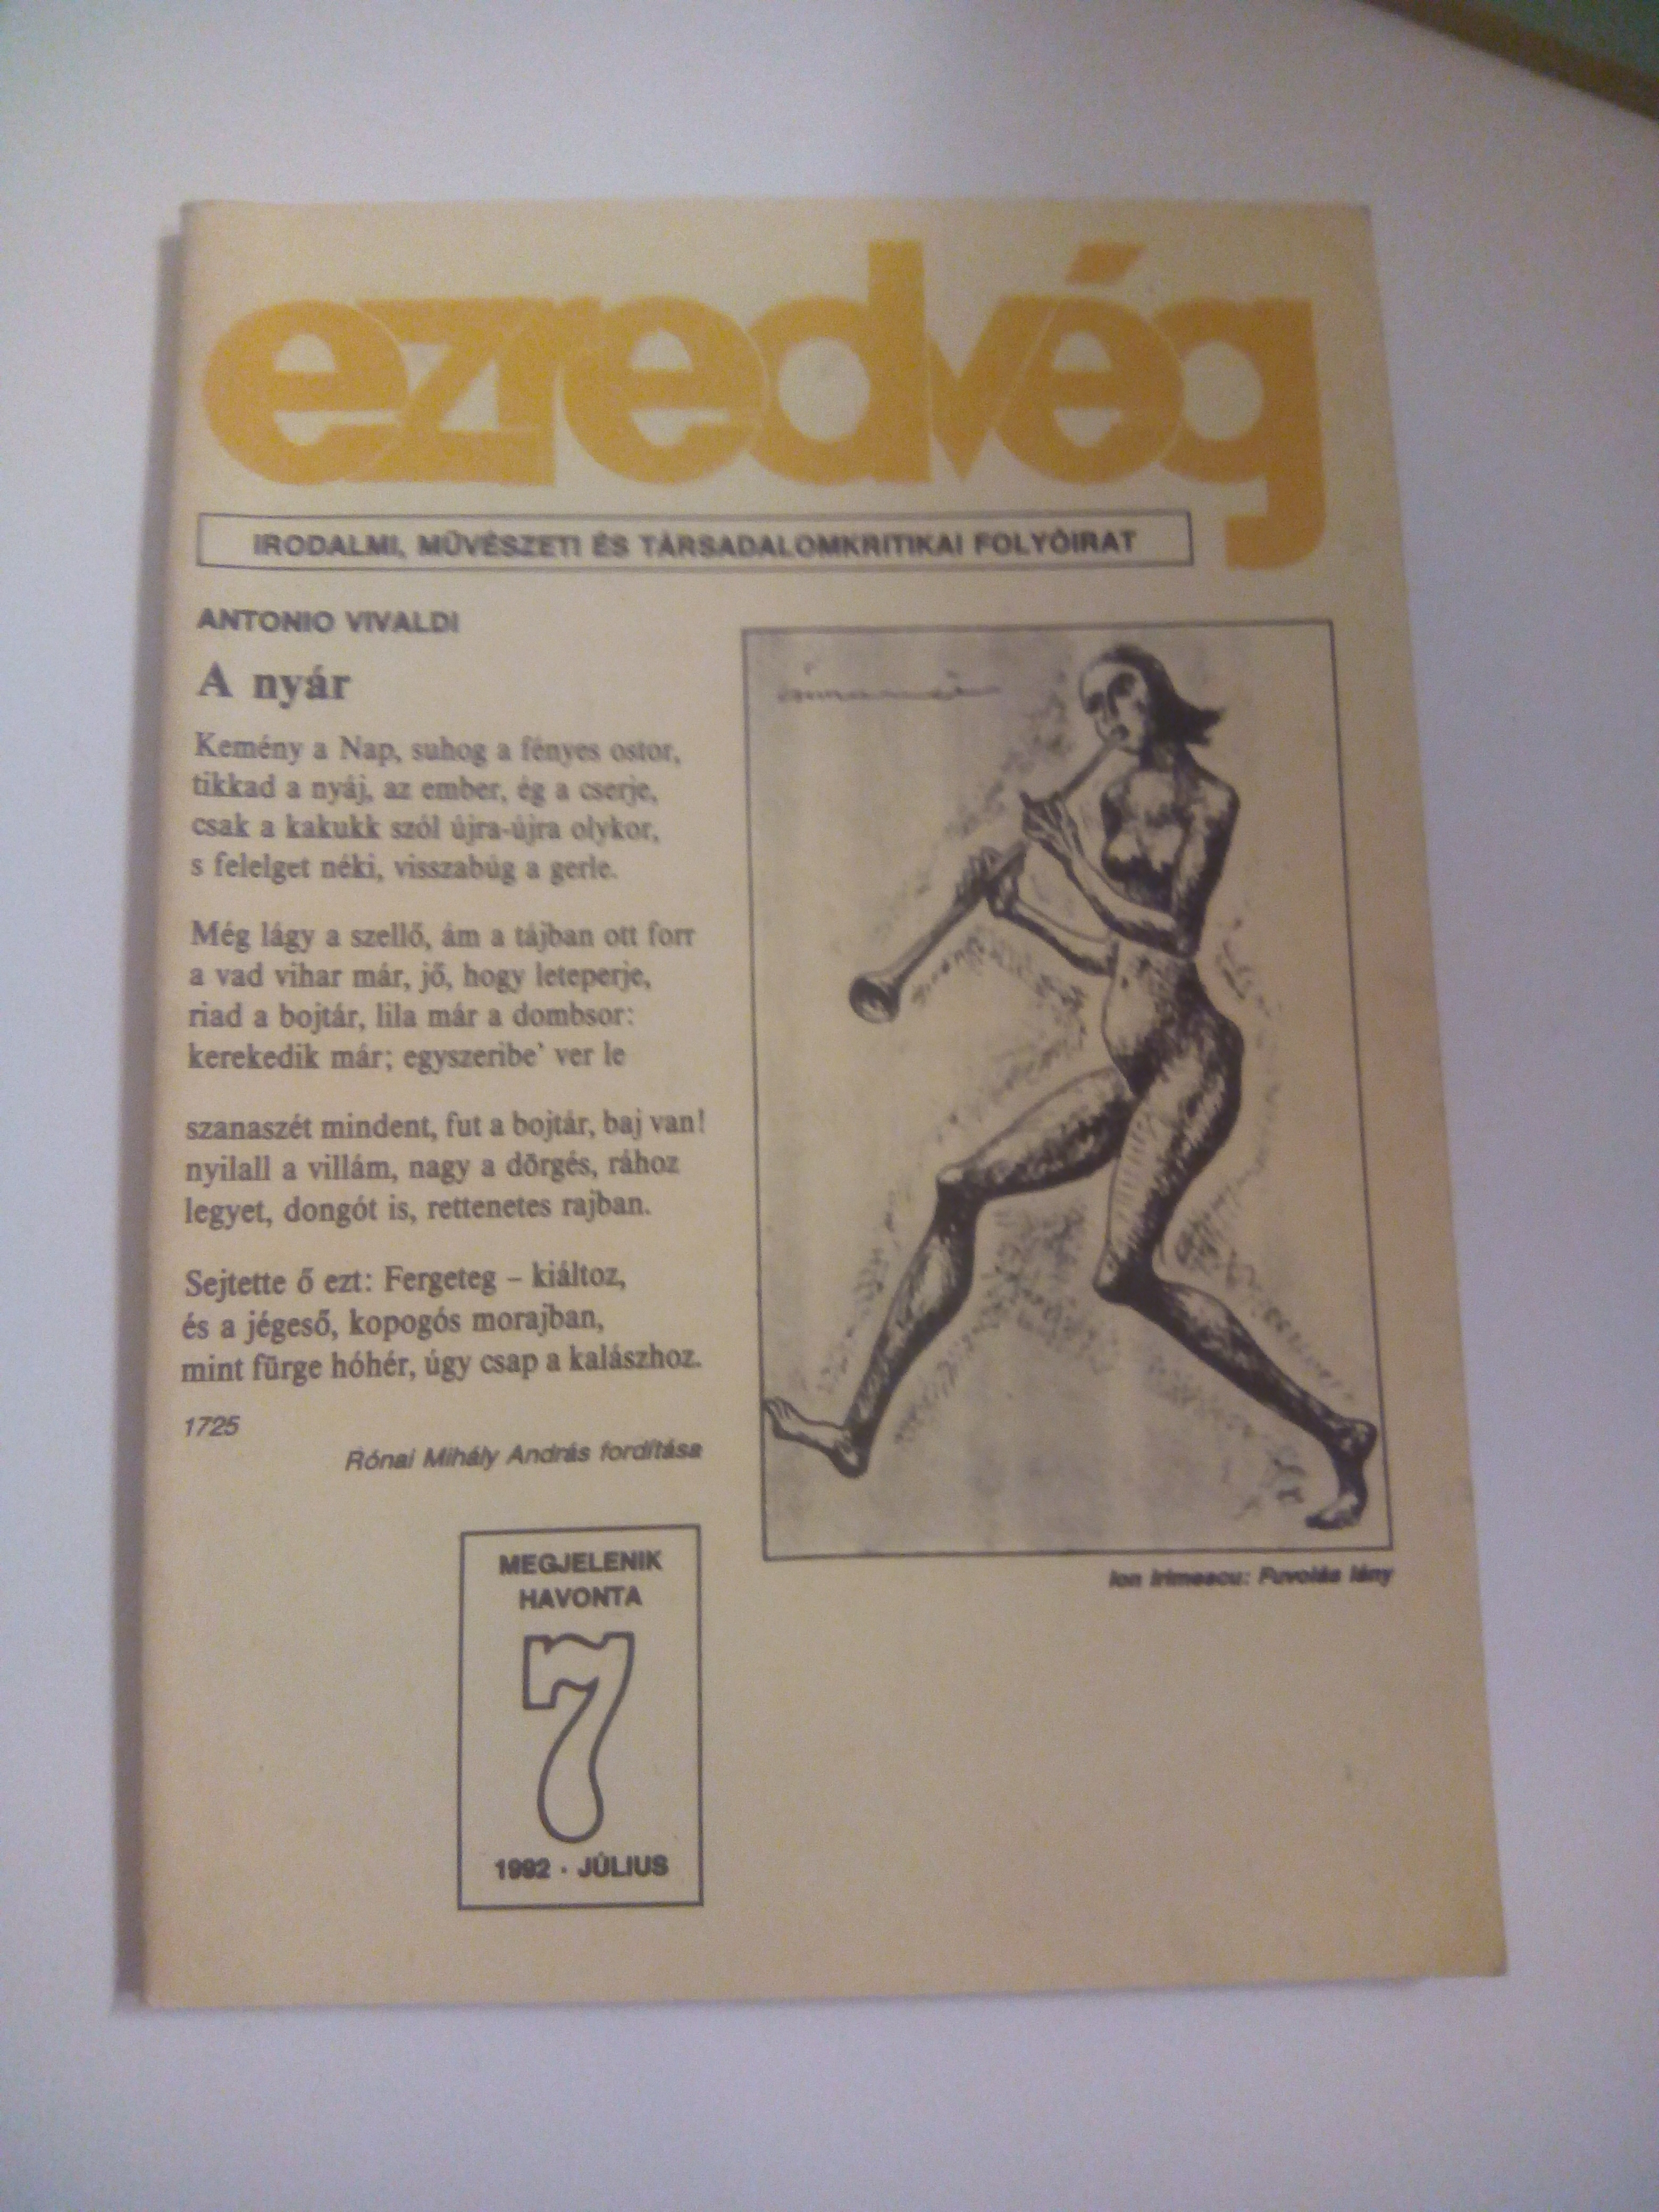 ezredvég
IRODALMI, MŰVÉSZETI ÉS TÁRSADALOMKRITIKAI FOLYÓIRAT
ANTONIO VIVALDI
A nyár
Kemény a Nap, suhog a fényes ostor,
tikkad a nyáj, az ember, ég a cserje,
csak a kakukk szól újra-újra olykor,
s felelget néki, visszabúg a gerle.
Még lágy a szellő, ám a tájban ott forr
a vad vihar már, jő, hogy leteperje,
riad a bojtár, lila már a dombsor:
kerekedik már; egyszeribe' ver le
szanaszét mindent, fut a bojtár, baj van!
nyilall a villám, nagy a dörgés, rához
legyet, dongót is, rettenetes rajban.
Sejtette ő ezt: Fergeteg – kiáltoz,
és a jégeső, kopogós morajban,
mint fürge hóhér, úgy csap a kalászhoz.
1725
Rónai Mihály András fordítása
Ion Irimescu: Fuvolás lány
MEGJELENIK
HAVONTA
7
1992 · JÚLIUS